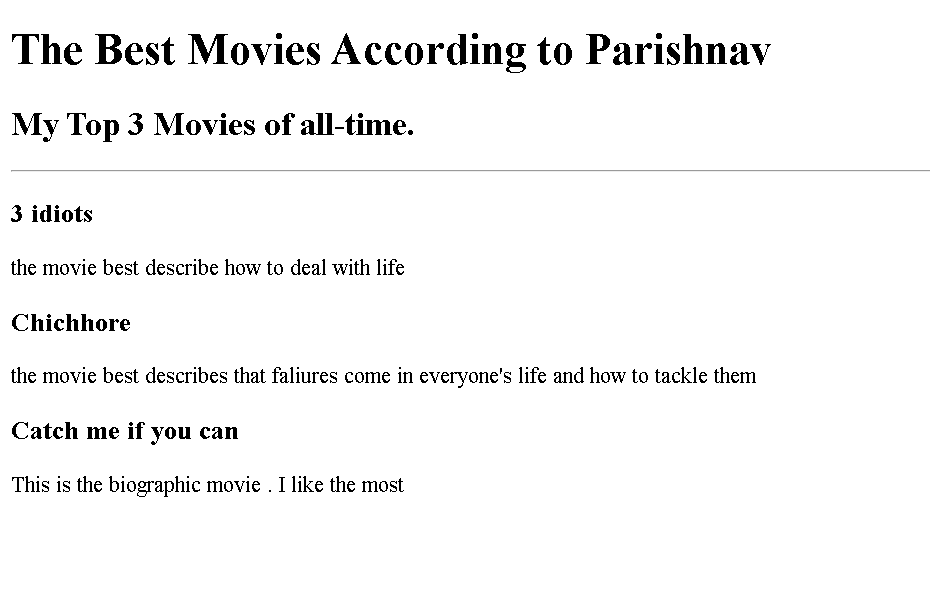 The Best Movies According to Parishnav
My Top 3 Movies of all-time.
3 idiots
the movie best describe how to deal with life
Chichhore
the movie best describes that faliures come in everyone's life and how to tackle them
Catch me if you can
This is the biographic movie . I like the most